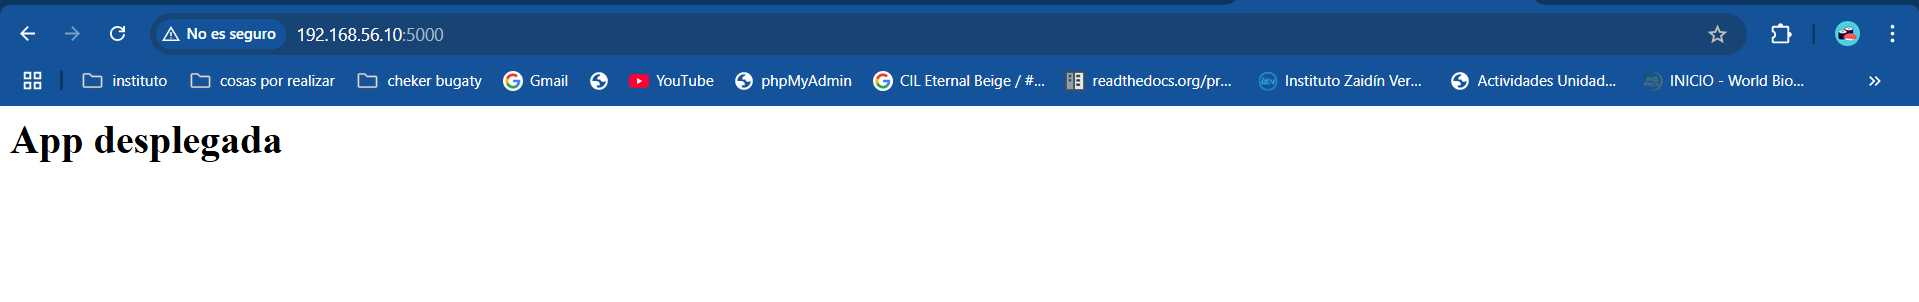 No es seguro 192.168.56.10:5000
instituto cosas por realizar cheker bugaty Gmail YouTube phpMyAdmin CIL Eternal Beige / #... readthedocs.org/pr... Instituto Zaidín Ver... Actividades Unidad... INICIO - World Bio...
App desplegada